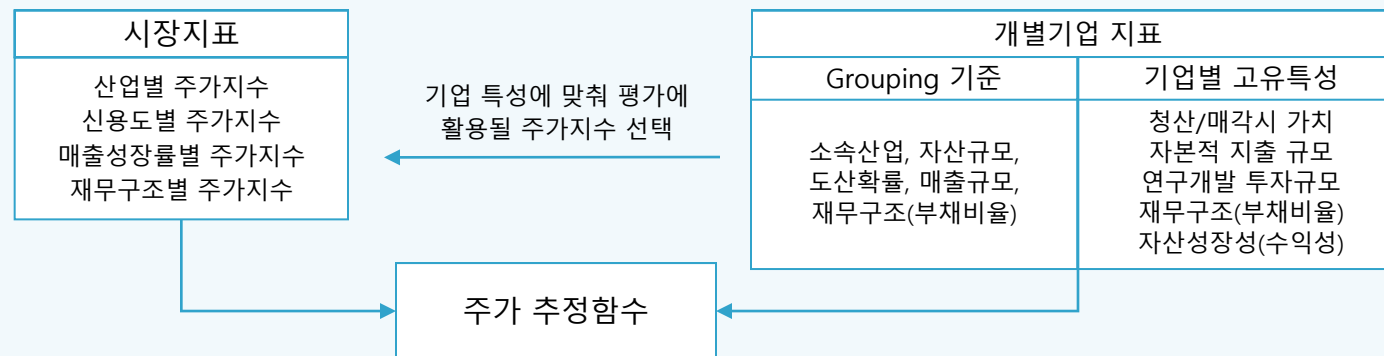 시장지표
산업별 주가지수
신용도별 주가지수
매출성장률별 주가지수
재무구조별 주가지수
기업 특성에 맞춰 평가에
활용될 주가지수 선택
개별기업 지표
Grouping 기준
소속산업, 자산규모,
도산확률, 매출규모,
재무구조(부채비율)
기업별 고유특성
청산/매각시 가치
자본적 지출 규모
연구개발 투자규모
재무구조(부채비율)
자산성장성(수익성)
주가 추정함수